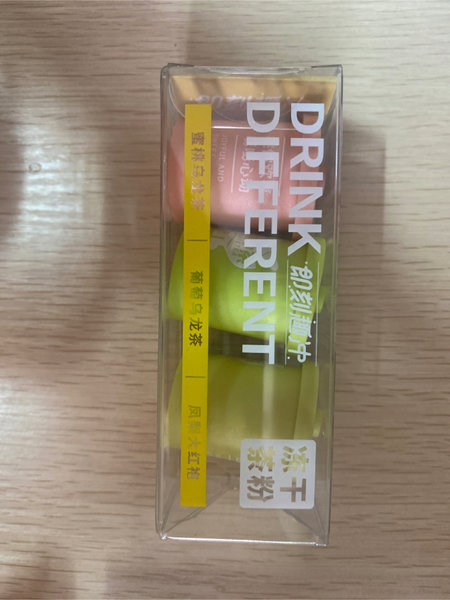 DRINK
DIFFERENT
即刻趣冲
蜜桃乌龙茶 | 葡萄乌龙茶 | 凤梨大红袍
冻干
茶粉